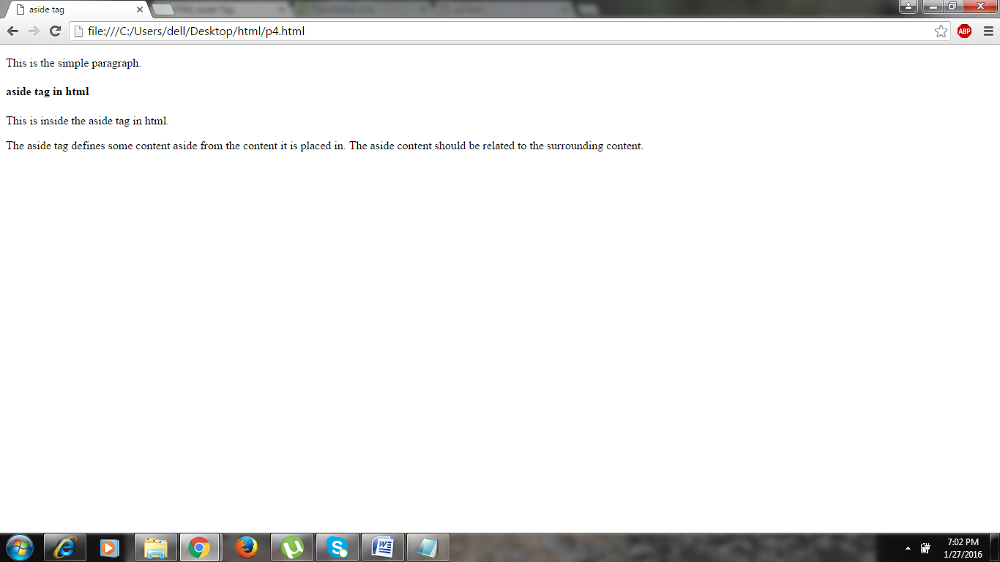 aside tag
HTML aside Tag
file:///C:/Users/dell/Desktop/html/p4.html
ABP
This is the simple paragraph.
aside tag in html
This is inside the aside tag in html.
The aside tag defines some content aside from the content it is placed in. The aside content should be related to the surrounding content.
7:02 PM
1/27/2016